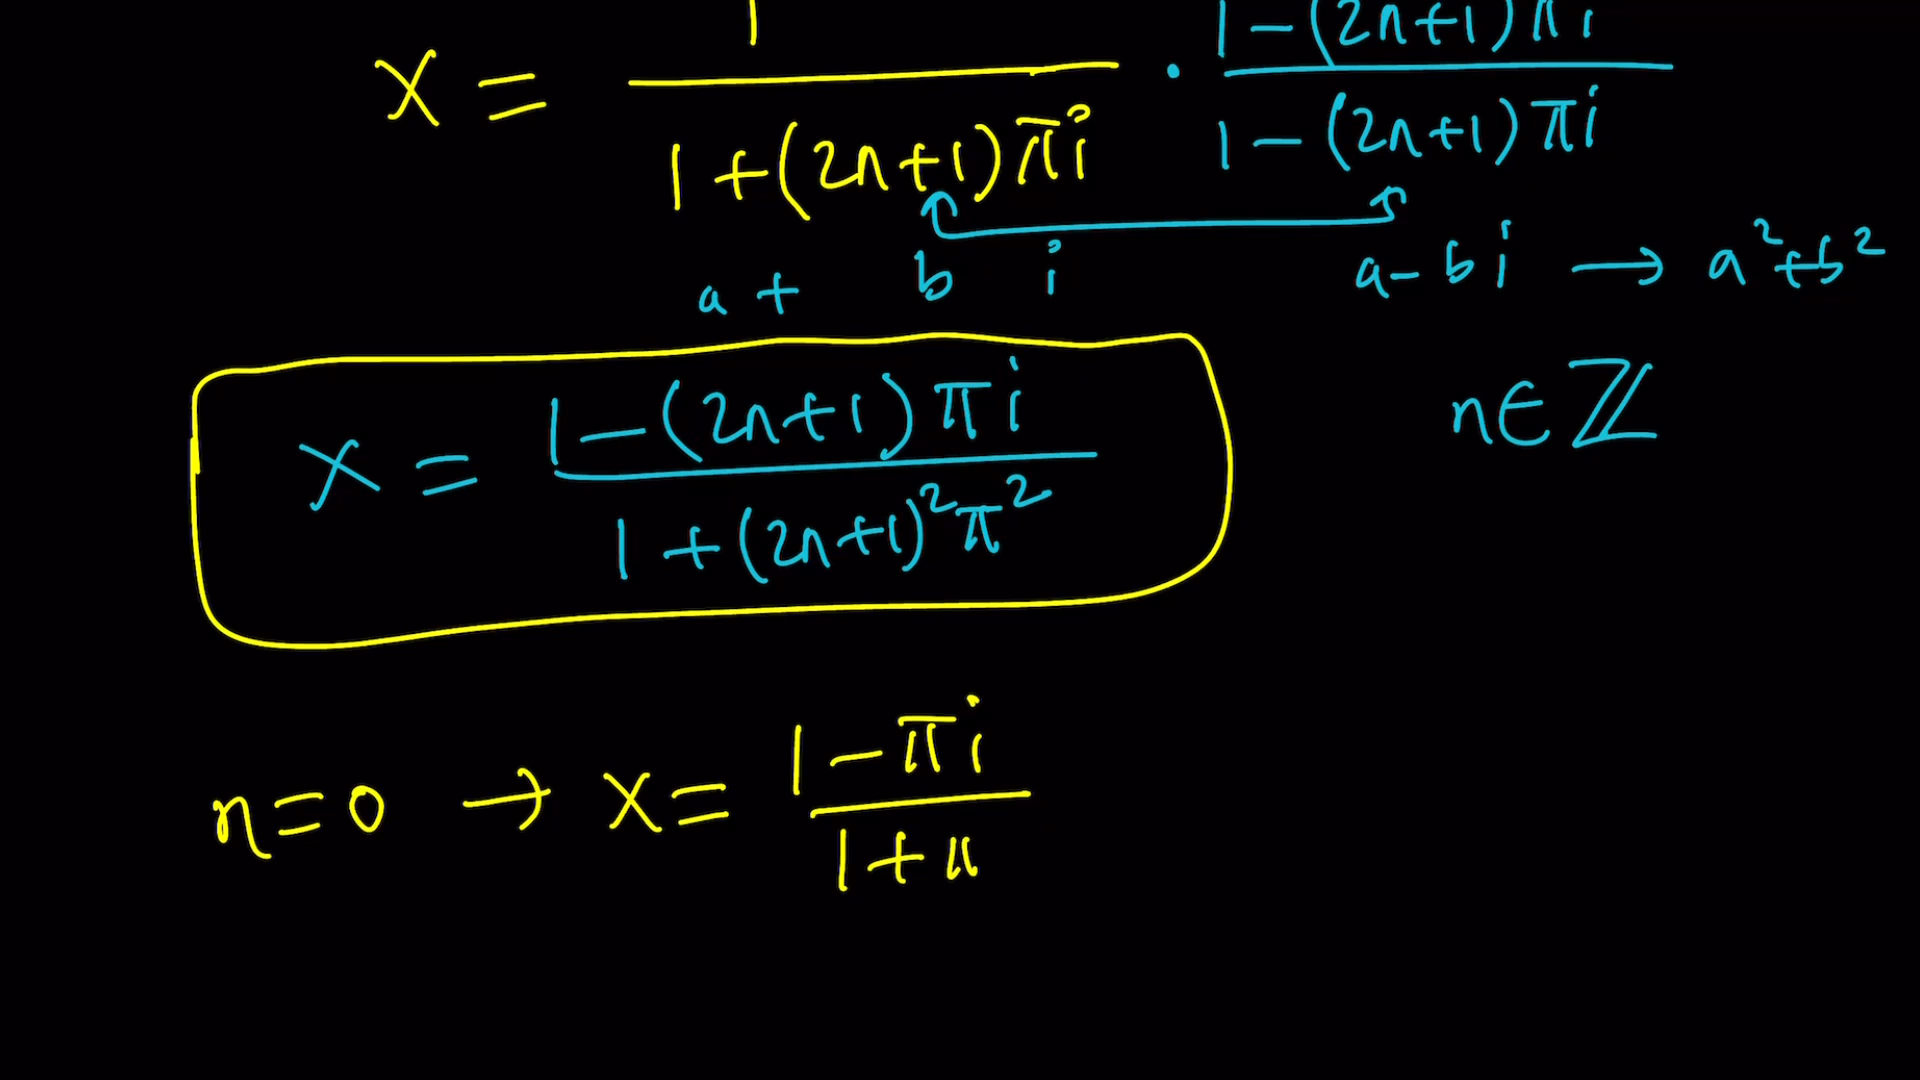 x = 1 / 1+(2n+1)πi · 1-(2n+1)πi / 1-(2n+1)πi
a + b i a-bi → a²+b²
x = 1-(2n+1)πi / 1+(2n+1)²π² n∈ℤ
n=0 → x= 1-πi / 1+π